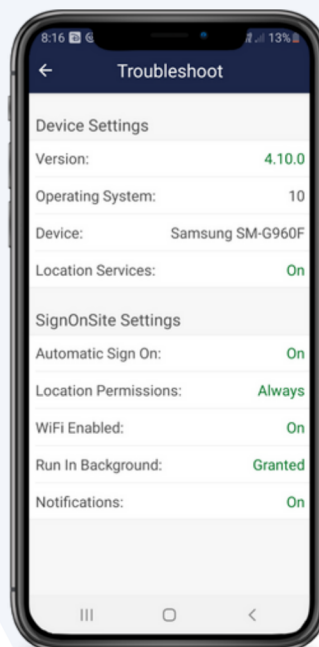 8:16 13%
Troubleshoot
Device Settings
Version: 4.10.0
Operating System: 10
Device: Samsung SM-G960F
Location Services: On
SignOnSite Settings
Automatic Sign On: On
Location Permissions: Always
WiFi Enabled: On
Run In Background: Granted
Notifications: On